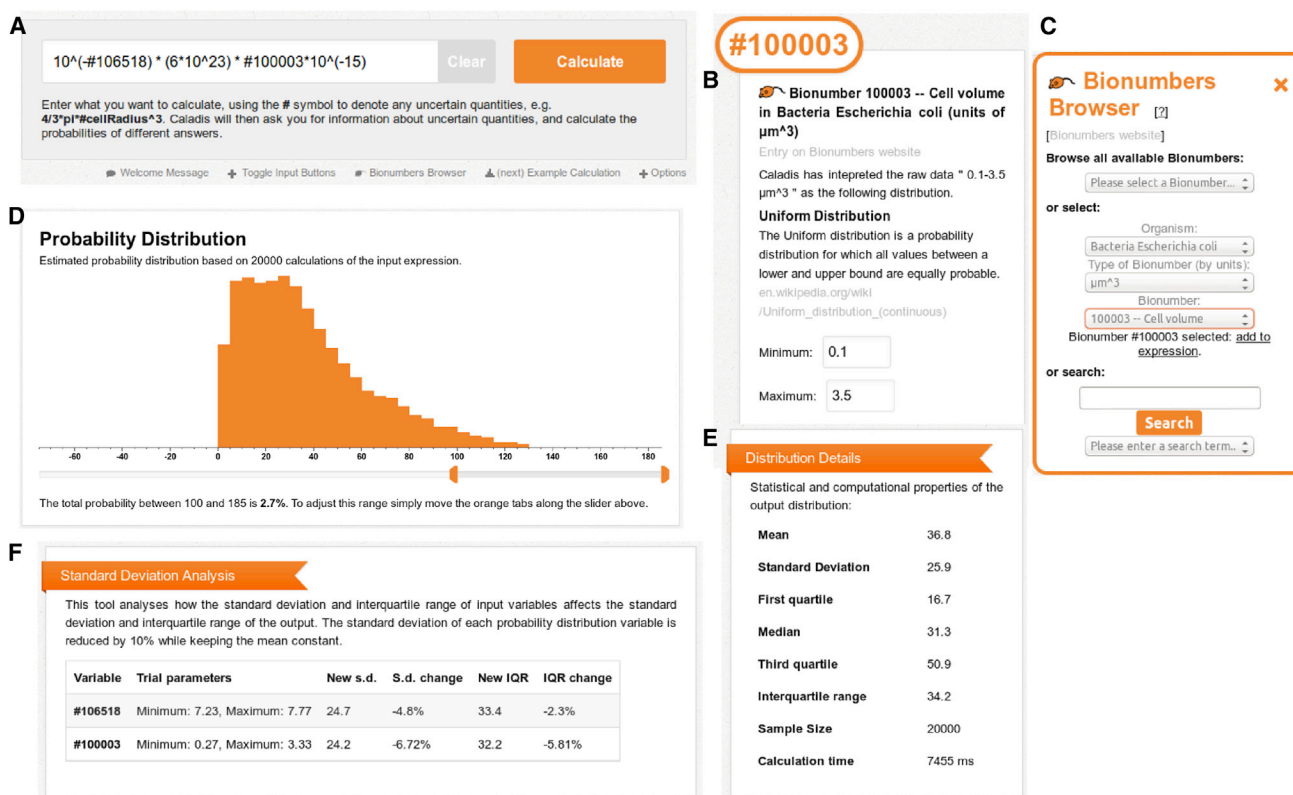 A
10^(-#106518) * (6*10^23) * #100003*10^(-15)
Clear
Calculate
Enter what you want to calculate, using the # symbol to denote any uncertain quantities, e.g.
4/3*pi*#cellRadius^3. Caladis will then ask you for information about uncertain quantities, and calculate the
probabilities of different answers.
Welcome Message
Toggle Input Buttons
Bionumbers Browser
(next) Example Calculation
Options
#100003
B
Bionumber 100003 -- Cell volume
in Bacteria Escherichia coli (units of
µm^3)
Entry on Bionumbers website
Caladis has intepreted the raw data " 0.1-3.5
µm^3 " as the following distribution.
Uniform Distribution
The Uniform distribution is a probability
distribution for which all values between a
lower and upper bound are equally probable.
en.wikipedia.org/wiki
/Uniform_distribution_(continuous)
Minimum: 0.1
Maximum: 3.5
C
Bionumbers
Browser [?]
[Bionumbers website]
Browse all available Bionumbers:
Please select a Bionumber...
or select:
Organism:
Bacteria Escherichia coli
Type of Bionumber (by units):
µm^3
Bionumber:
100003 -- Cell volume
Bionumber #100003 selected: add to
expression.
or search:
Search
Please enter a search term..
D
Probability Distribution
Estimated probability distribution based on 20000 calculations of the input expression.
-60 -40 -20 0 20 40 60 80 100 120 140 160 180
The total probability between 100 and 185 is 2.7%. To adjust this range simply move the orange tabs along the slider above.
E
Distribution Details
Statistical and computational properties of the
output distribution:
Mean 36.8
Standard Deviation 25.9
First quartile 16.7
Median 31.3
Third quartile 50.9
Interquartile range 34.2
Sample Size 20000
Calculation time 7455 ms
F
Standard Deviation Analysis
This tool analyses how the standard deviation and interquartile range of input variables affects the standard
deviation and interquartile range of the output. The standard deviation of each probability distribution variable is
reduced by 10% while keeping the mean constant.
Variable Trial parameters New s.d. S.d. change New IQR IQR change
#106518 Minimum: 7.23, Maximum: 7.77 24.7 -4.8% 33.4 -2.3%
#100003 Minimum: 0.27, Maximum: 3.33 24.2 -6.72% 32.2 -5.81%